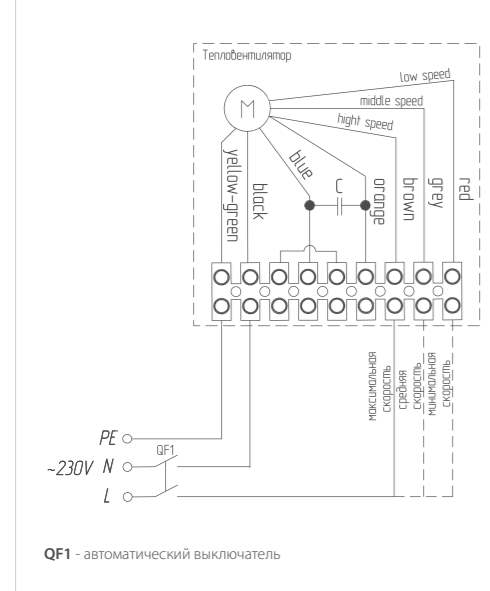 Тепловентилятор
low speed
middle speed
hight speed
M
yellow-green
black
blue
C
orange
brown
grey
red
максимальная
скорость
средняя
скорость
минимальная
скорость
PE
QF1
~230V N
L
QF1 - автоматический выключатель